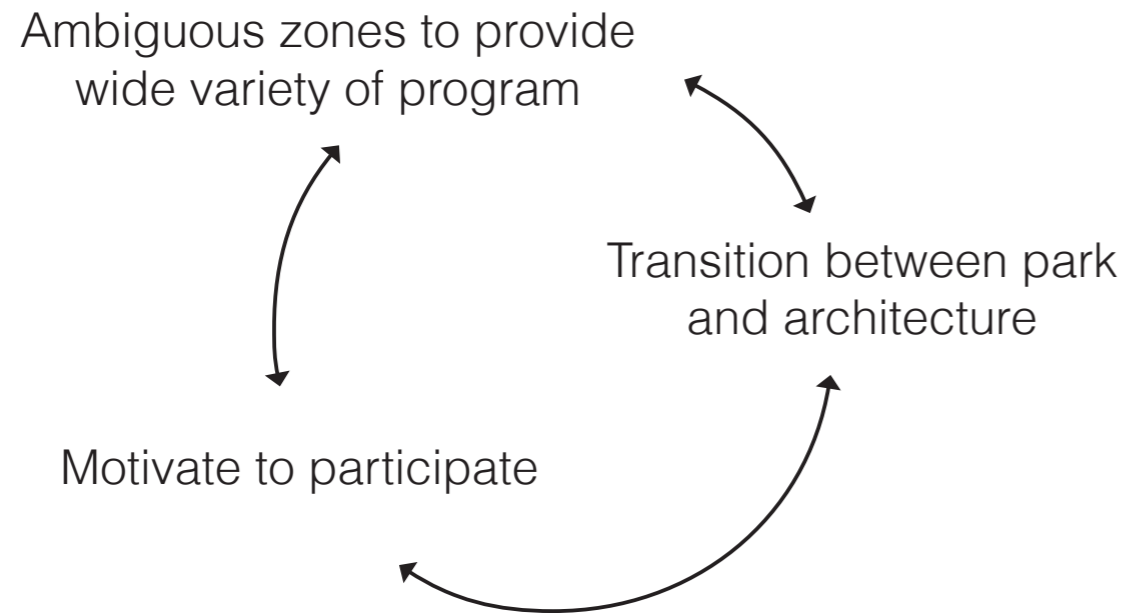 Ambiguous zones to provide
wide variety of program
Transition between park
and architecture
Motivate to participate